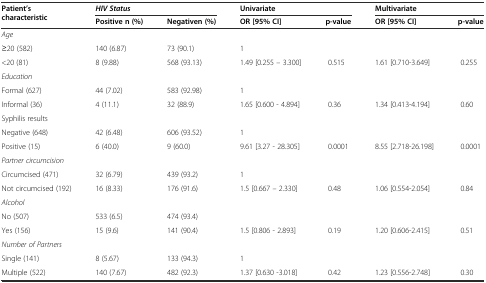 Patient's characteristic HIV Status Univariate Multivariate
Positive n (%) Negativen (%) OR [95% CI] p-value OR [95% CI] p-value
Age
≥20 (582) 140 (6.87) 73 (90.1) 1
<20 (81) 8 (9.88) 568 (93.13) 1.49 [0.255 – 3.300] 0.515 1.61 [0.710-3.649] 0.255
Education
Formal (627) 44 (7.02) 583 (92.98) 1
Informal (36) 4 (11.1) 32 (88.9) 1.65 [0.600 - 4.894] 0.36 1.34 [0.413-4.194] 0.60
Syphilis results
Negative (648) 42 (6.48) 606 (93.52) 1
Positive (15) 6 (40.0) 9 (60.0) 9.61 [3.27 - 28.305] 0.0001 8.55 [2.718-26.198] 0.0001
Partner circumcision
Circumcised (471) 32 (6.79) 439 (93.2) 1
Not circumcised (192) 16 (8.33) 176 (91.6) 1.5 [0.667 – 2.330] 0.48 1.06 [0.554-2.054] 0.84
Alcohol
No (507) 533 (6.5) 474 (93.4)
Yes (156) 15 (9.6) 141 (90.4) 1.5 [0.806 - 2.893] 0.19 1.20 [0.606-2.415] 0.51
Number of Partners
Single (141) 8 (5.67) 133 (94.3) 1
Multiple (522) 140 (7.67) 482 (92.3) 1.37 [0.630 -3.018] 0.42 1.23 [0.556-2.748] 0.30